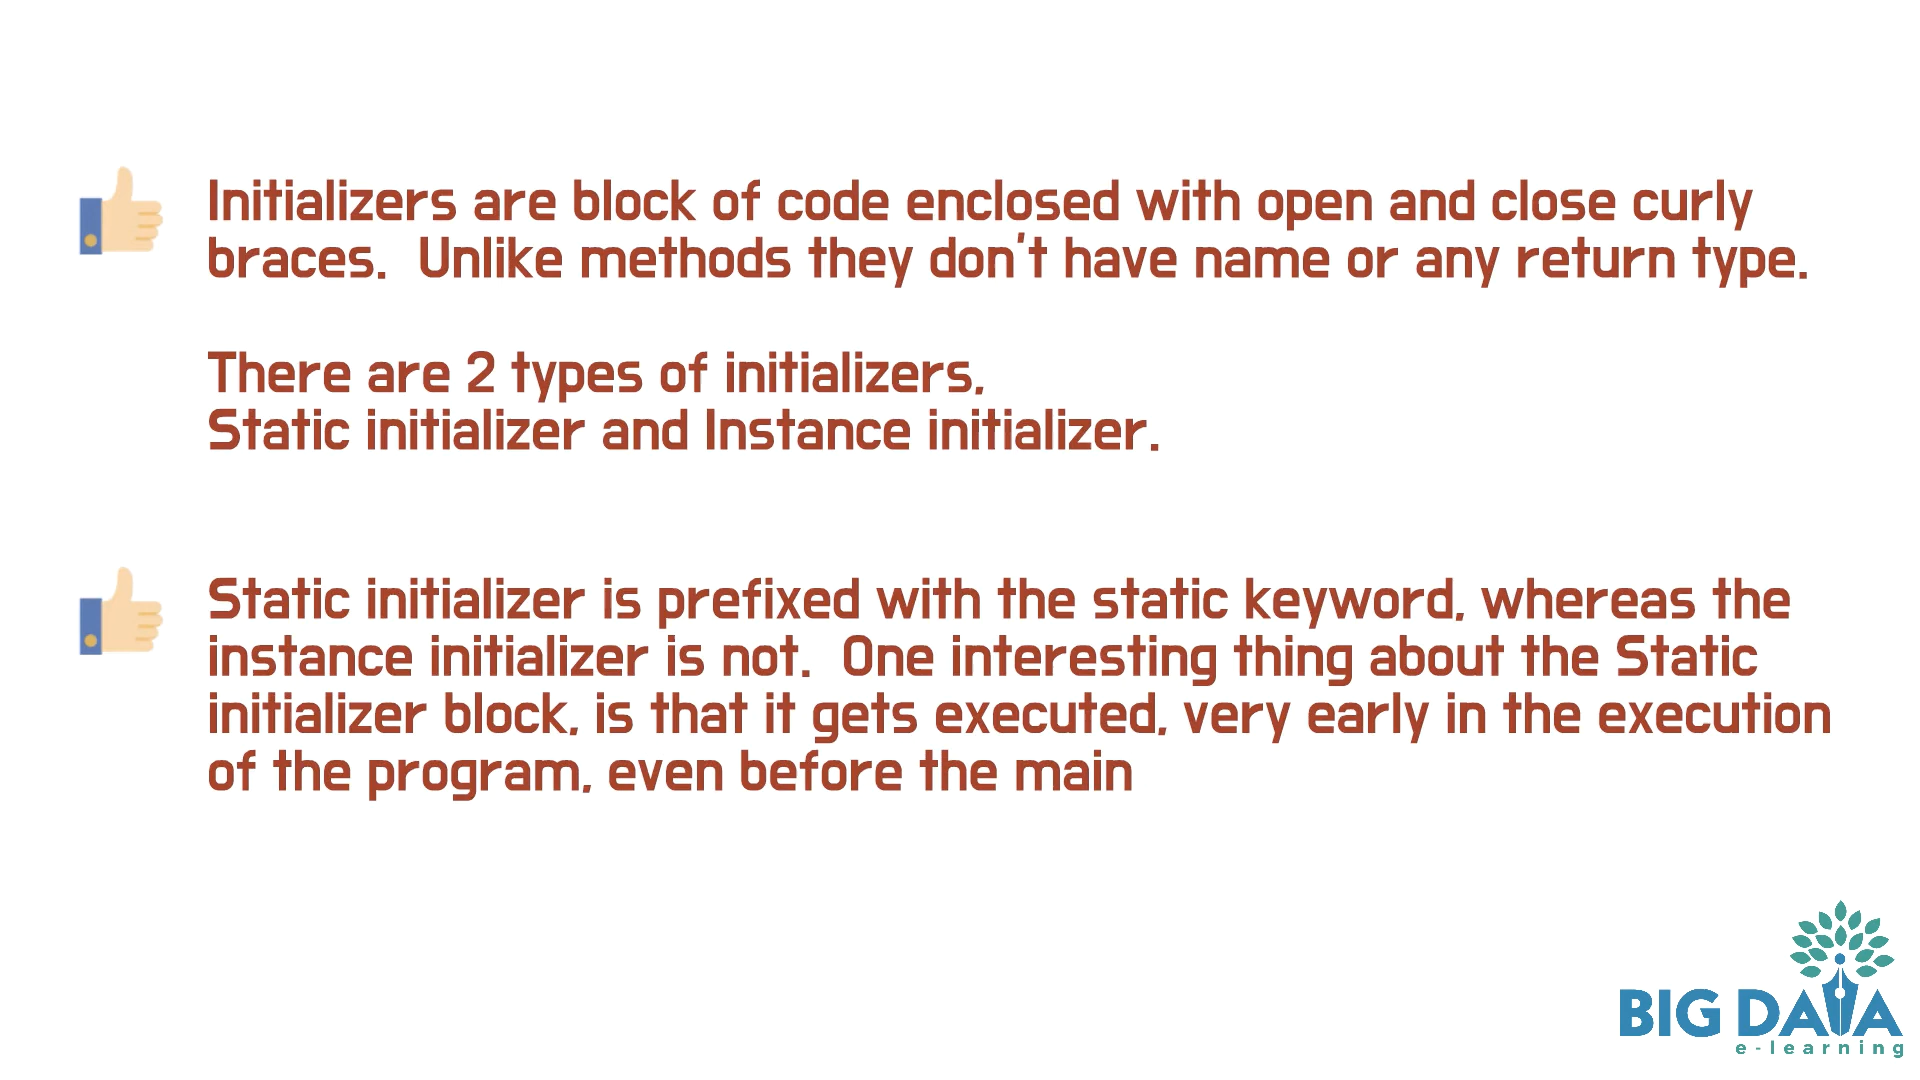 Initializers are block of code enclosed with open and close curly
braces.  Unlike methods they don't have name or any return type.
There are 2 types of initializers,
Static initializer and Instance initializer.
Static initializer is prefixed with the static keyword, whereas the
instance initializer is not.  One interesting thing about the Static
initializer block, is that it gets executed, very early in the execution
of the program, even before the main
BIG DATA
e-learning